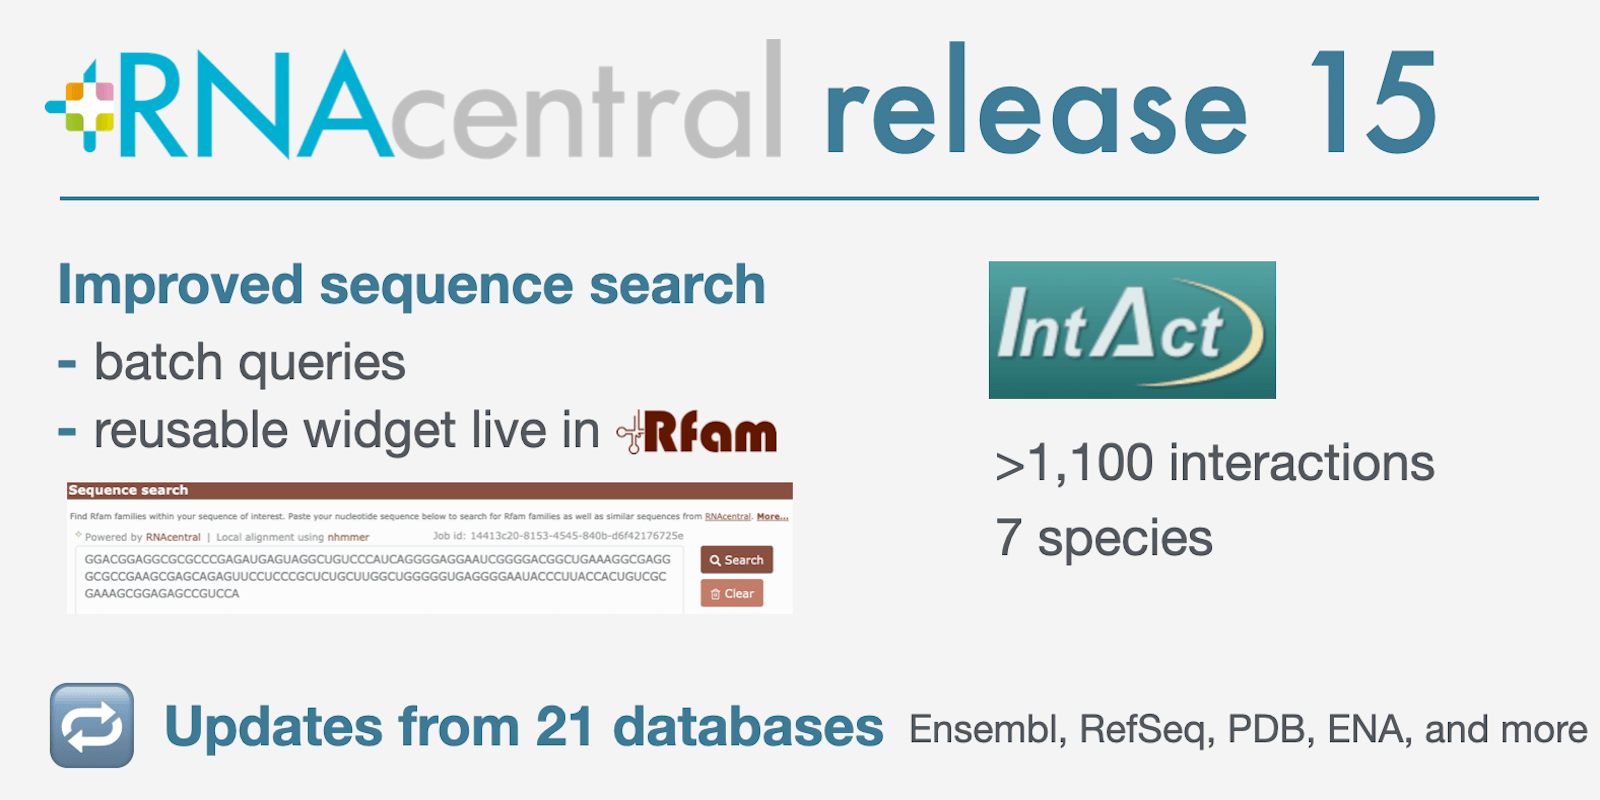 RNAcentral release 15
Improved sequence search
- batch queries
- reusable widget live in Rfam
Sequence search
Find Rfam families within your sequence of interest. Paste your nucleotide sequence below to search for Rfam families as well as similar sequences from RNAcentral. More...
Powered by RNAcentral | Local alignment using nhmmer
Job id: 14413c20-8153-4545-840b-d6f42176725e
GGACGGAGGCGCGCCCGAGAUGAGUAGGCUGUCCCAUCAGGGGAGGAAUCGGGGACGGCUGAAAGGCGAGG
GCGCCGAAGCGAGCAGAGUUCCUCCCGCUCUGCUUGGCUGGGGGUGAGGGGAAUACCCUUACCACUGUCGC
GAAAGCGGAGAGCCGUCCA
Search
Clear
IntAct
>1,100 interactions
7 species
Updates from 21 databases Ensembl, RefSeq, PDB, ENA, and more